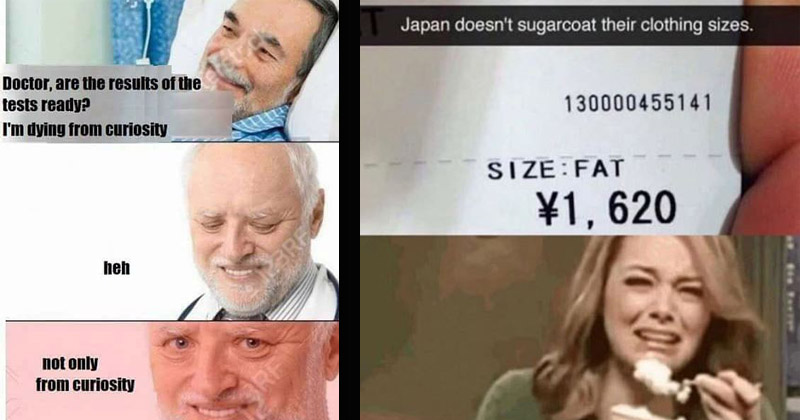 Doctor, are the results of the
tests ready?
I'm dying from curiosity
heh
not only
from curiosity
Japan doesn't sugarcoat their clothing sizes.
130000455141
SIZE:FAT
¥1,620